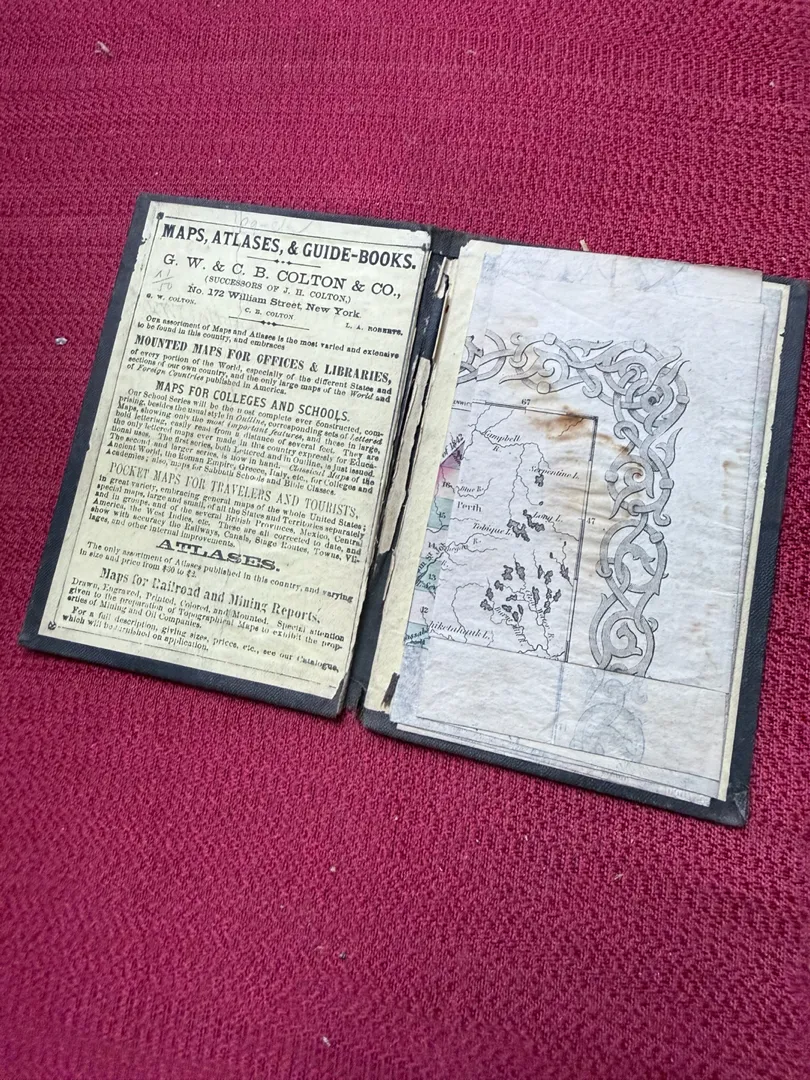 MAPS, ATLASES, & GUIDE-BOOKS.
G. W. & C. B. COLTON & CO.,
(SUCCESSORS OF J. H. COLTON,)
No. 172 William Street, New York.
G. W. COLTON. C. B. COLTON L. A. ROBERTS.
Our assortment of Maps and Atlases is the most varied and extensive
to be found in this country, and embraces
MOUNTED MAPS FOR OFFICES & LIBRARIES,
of every portion of the World, especially of the different States and
sections of our own country, and the only large maps of the World and
of Foreign Countries published in America.
MAPS FOR COLLEGES AND SCHOOLS.
Our School Series will be the most complete ever constructed, com-
prising, besides the usual sets in Outline, corresponding sets of Lettered
Maps, showing only the most important features, and these in large,
bold lettering, easily read from a distance of several feet. They are
the only lettered maps ever made in this country expressly for Educa-
tional uses. The first series, both Lettered and in Outline, is just issued.
The second and larger series, is now in hand. Classical Maps of the
Ancient World, the Roman Empire, Greece, Italy, etc., for Colleges and
Academies; also, maps for Sabbath Schools and Bible Classes.
POCKET MAPS FOR TRAVELERS AND TOURISTS,
in great variety, embracing general maps of the whole United States;
special maps, large and small, of all the States and Territories separately
and in groups, and of the several British Provinces, Mexico, Central
America, the West Indies, etc. These are all corrected to date, and
show with accuracy the Railways, Canals, Stage Routes, Towns, Vil-
lages, and other internal improvements.
ATLASES.
The only assortment of Atlases published in this country, and varying
in size and price from $30 to $2.
Maps for Railroad and Mining Reports,
Drawn, Engraved, Printed, Colored, and Mounted. Special attention
given to the preparation of Topographical Maps to exhibit the prop-
erties of Mining and Oil Companies.
For a full description, giving sizes, prices, etc., see our Catalogue,
which will be furnished on application.
67
Campbell
R.
Serpentine L.
16
Blue R.
Perth
Long L.
47
Tobique R.
15
14
13
12